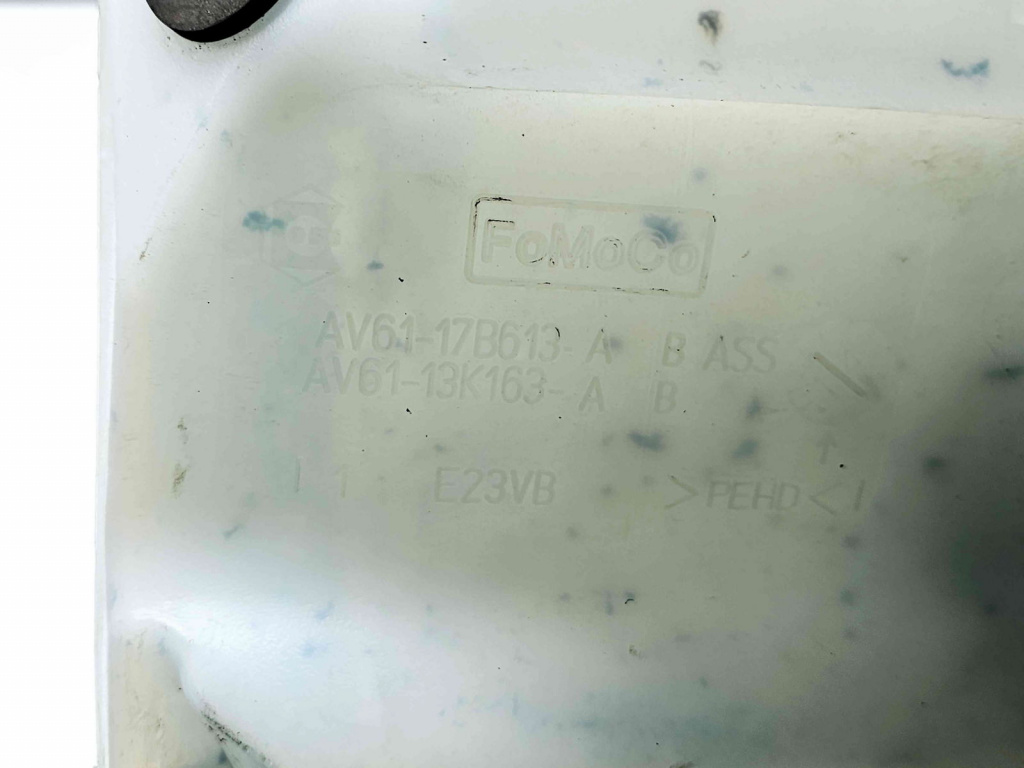 FoMoCo
AV61-17B613-A B ASS
AV61-13K163-A B
E23VB >PEHD<